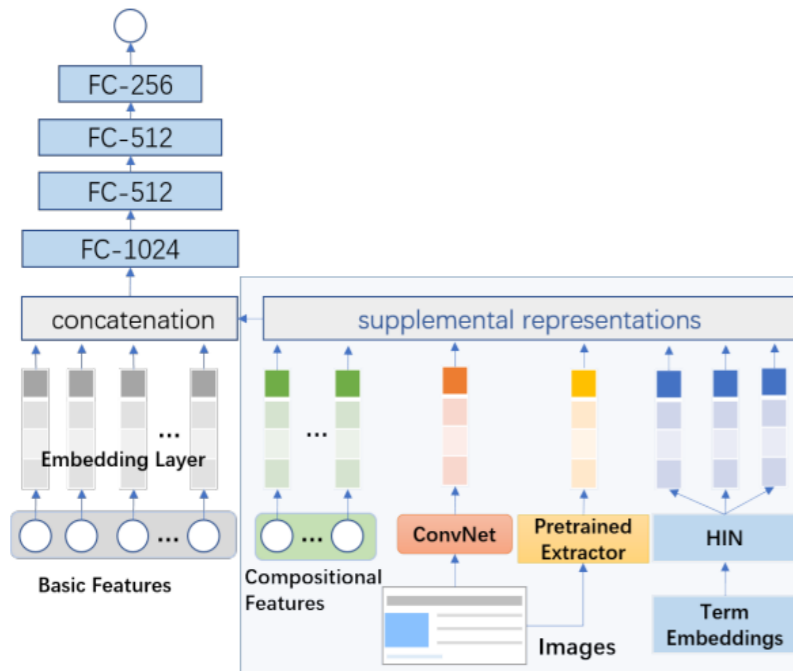 FC-256
FC-512
FC-512
FC-1024
concatenation
supplemental representations
...
...
Embedding Layer
...
...
ConvNet
Pretrained
Extractor
HIN
Basic Features
Compositional
Features
Images
Term
Embeddings